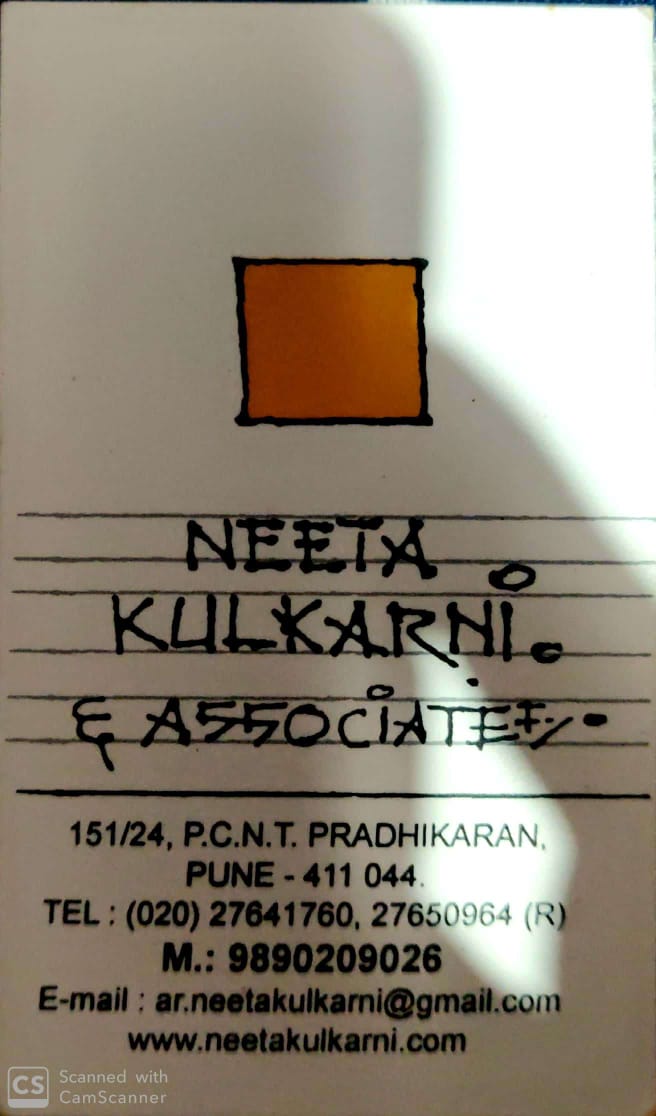 NEETA
KULKARNI.
& ASSOCIATES
151/24, P.C.N.T. PRADHIKARAN,
PUNE - 411 044.
TEL : (020) 27641760, 27650964 (R)
M.: 9890209026
E-mail : ar.neetakulkarni@gmail.com
www.neetakulkarni.com
CS Scanned with
CamScanner